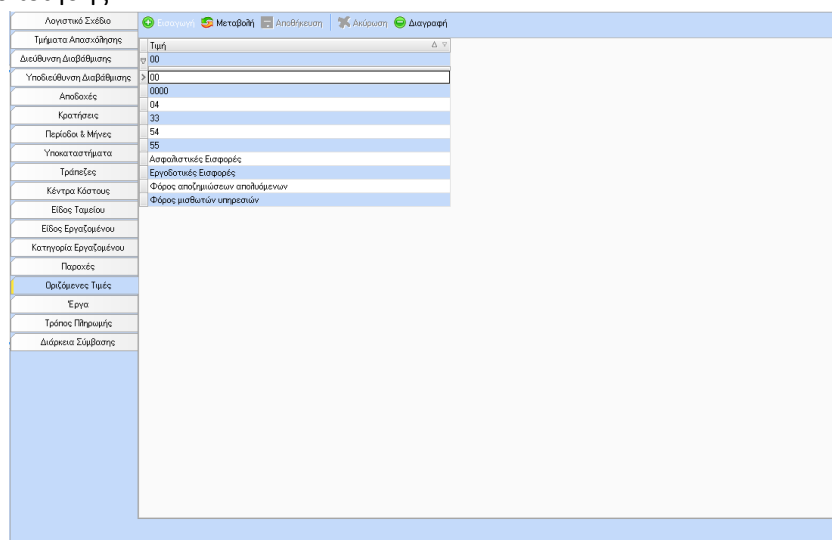 Λογιστικό Σχέδιο
Τμήματα Απασχόλησης
Διεύθυνση Διαβάθμισης
Υποδιεύθυνση Διαβάθμισης
Αποδοχές
Κρατήσεις
Περίοδοι & Μήνες
Υποκαταστήματα
Τράπεζες
Κέντρα Κόστους
Είδος Ταμείου
Είδος Εργαζομένου
Κατηγορία Εργαζομένου
Παροχές
Οριζόμενες Τιμές
Έργα
Τρόπος Πληρωμής
Διάρκεια Σύμβασης
Εισαγωγή Μεταβολή Αποθήκευση Ακύρωση Διαγραφή
Τιμή
00
00
0000
04
33
54
55
Ασφαλιστικές Εισφορές
Εργοδοτικές Εισφορές
Φόρος αποζημιώσεων απολυόμενων
Φόρος μισθωτών υπηρεσιών